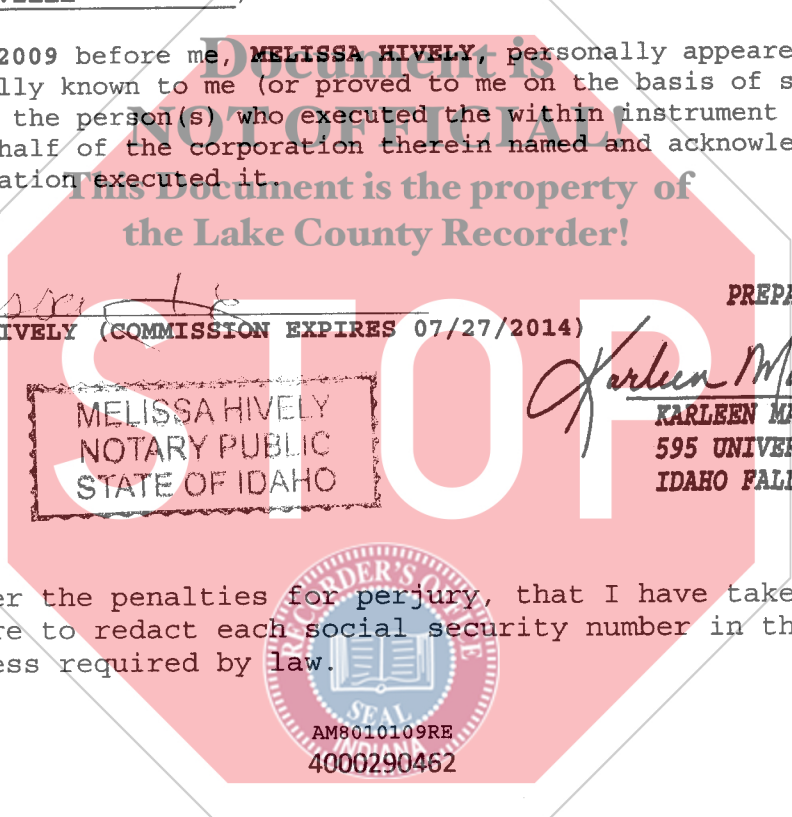 2009 before me, MELISSA HIVELY, personally appeare
lly known to me (or proved to me on the basis of s
the person(s) who executed the within instrument
half of the corporation therein named and acknowle
ation executed it.
Document is
NOT OFFICIAL!
This Document is the property of
the Lake County Recorder!
STOP
IVELY (COMMISSION EXPIRES 07/27/2014)
PREPA
Karleen Ma
KARLEEN MA
595 UNIVER
IDAHO FALL
MELISSA HIVELY
NOTARY PUBLIC
STATE OF IDAHO
er the penalties for perjury, that I have take
re to redact each social security number in th
ess required by law.
RECORDER'S OFFICE
SEAL
INDIANA
AM8010109RE
4000290462